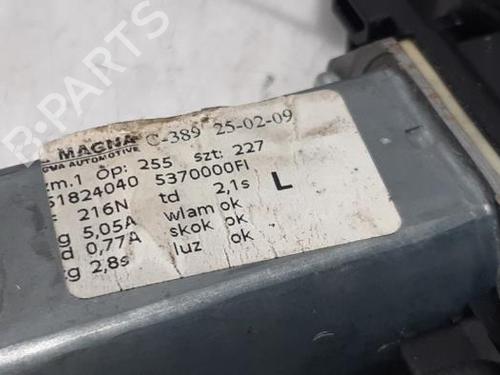 MAGNA C-389 25-02-09
AUTOMOTIVE
zm.1 Op: 255 szt: 227
51824040 5370000FI
216N td 2,1s L
5,05A wlam ok
0,77A skok ok
2,8s luz ok
B-PARTS